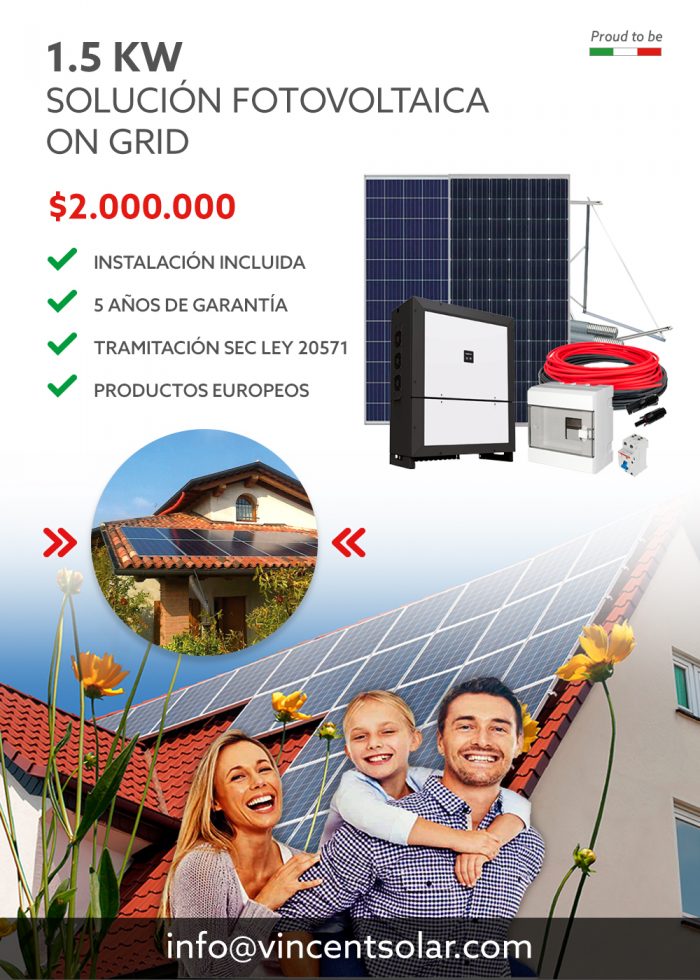 Proud to be
1.5 KW
SOLUCIÓN FOTOVOLTAICA
ON GRID
$2.000.000
INSTALACIÓN INCLUIDA
5 AÑOS DE GARANTÍA
TRAMITACIÓN SEC LEY 20571
PRODUCTOS EUROPEOS
info@vincentsolar.com